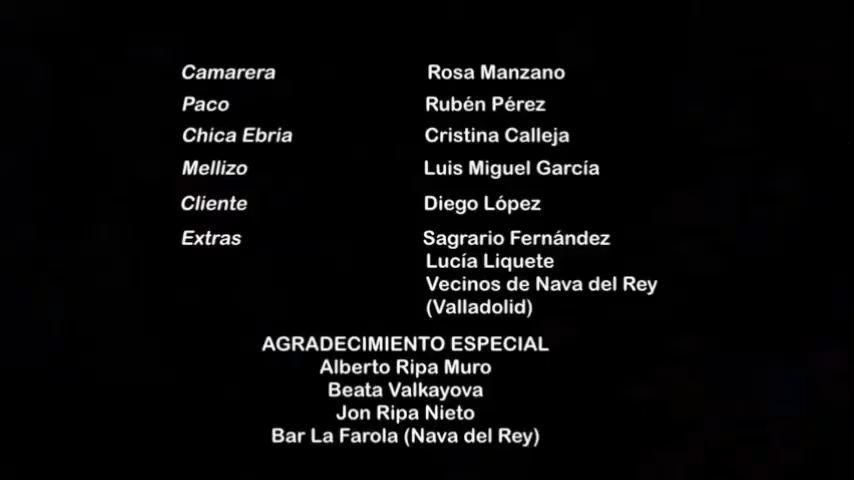 Camarera Rosa Manzano
Paco Rubén Pérez
Chica Ebria Cristina Calleja
Mellizo Luis Miguel García
Cliente Diego López
Extras Sagrario Fernández
Lucía Liquete
Vecinos de Nava del Rey
(Valladolid)
AGRADECIMIENTO ESPECIAL
Alberto Ripa Muro
Beata Valkayova
Jon Ripa Nieto
Bar La Farola (Nava del Rey)